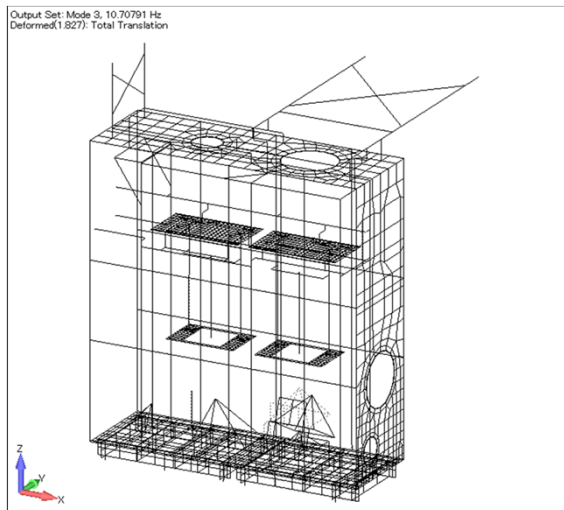 Output Set: Mode 3, 10.70791 Hz
Deformed(1.827): Total Translation
Z
Y
X